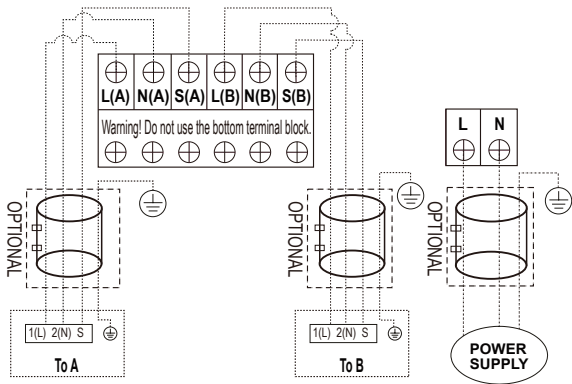 L(A) N(A) S(A) L(B) N(B) S(B)
Warning! Do not use the bottom terminal block.
L N
OPTIONAL
OPTIONAL
OPTIONAL
1(L) 2(N) S
To A
1(L) 2(N) S
To B
POWER
SUPPLY